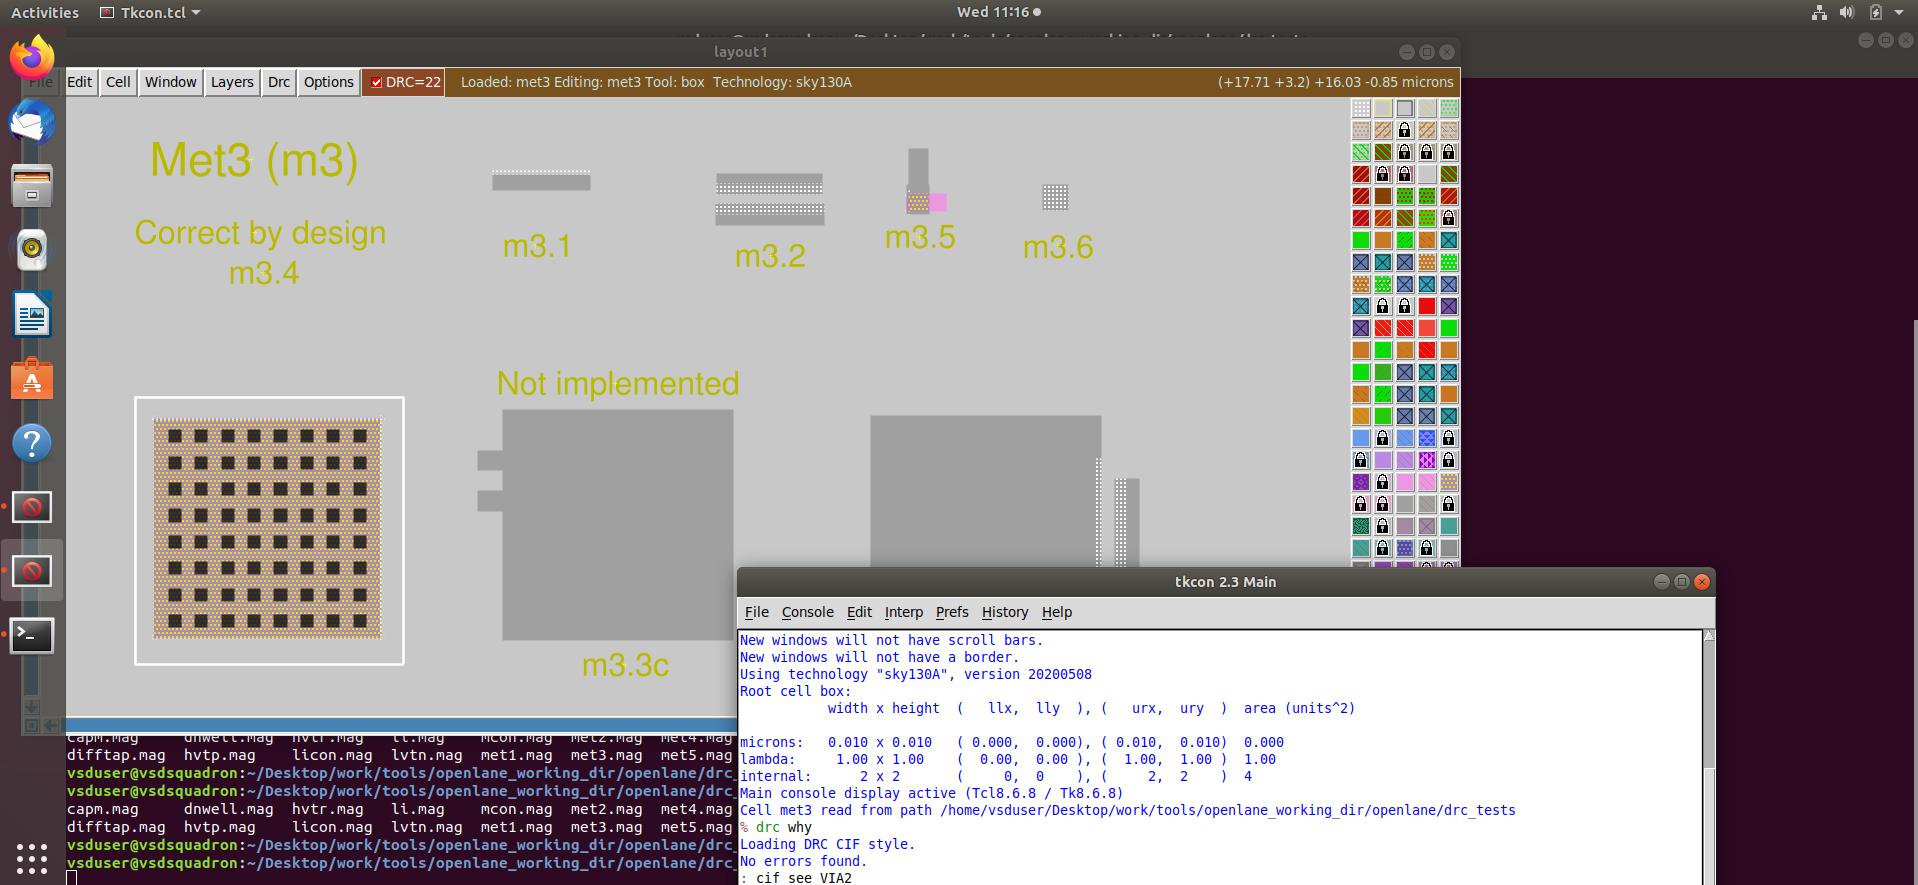 Activities Tkcon.tcl Wed 11:16
layout1
File Edit Cell Window Layers Drc Options DRC=22 Loaded: met3 Editing: met3 Tool: box Technology: sky130A (+17.71 +3.2) +16.03 -0.85 microns
Met3 (m3)
Correct by design
m3.4
m3.1
m3.2
m3.5
m3.6
Not implemented
m3.3c
capm.mag dnwell.mag hvtr.mag li.mag mcon.mag met2.mag met4.mag
difftap.mag hvtp.mag licon.mag lvtn.mag met1.mag met3.mag met5.mag
vsduser@vsdsquadron:~/Desktop/work/tools/openlane_working_dir/openlane/drc_
vsduser@vsdsquadron:~/Desktop/work/tools/openlane_working_dir/openlane/drc_
capm.mag dnwell.mag hvtr.mag li.mag mcon.mag met2.mag met4.mag
difftap.mag hvtp.mag licon.mag lvtn.mag met1.mag met3.mag met5.mag
vsduser@vsdsquadron:~/Desktop/work/tools/openlane_working_dir/openlane/drc_
vsduser@vsdsquadron:~/Desktop/work/tools/openlane_working_dir/openlane/drc_
tkcon 2.3 Main
File Console Edit Interp Prefs History Help
New windows will not have scroll bars.
New windows will not have a border.
Using technology "sky130A", version 20200508
Root cell box:
width x height ( llx, lly ), ( urx, ury ) area (units^2)
microns: 0.010 x 0.010 ( 0.000, 0.000), ( 0.010, 0.010) 0.000
lambda: 1.00 x 1.00 ( 0.00, 0.00 ), ( 1.00, 1.00 ) 1.00
internal: 2 x 2 ( 0, 0 ), ( 2, 2 ) 4
Main console display active (Tcl8.6.8 / Tk8.6.8)
Cell met3 read from path /home/vsduser/Desktop/work/tools/openlane_working_dir/openlane/drc_tests
% drc why
Loading DRC CIF style.
No errors found.
: cif see VIA2